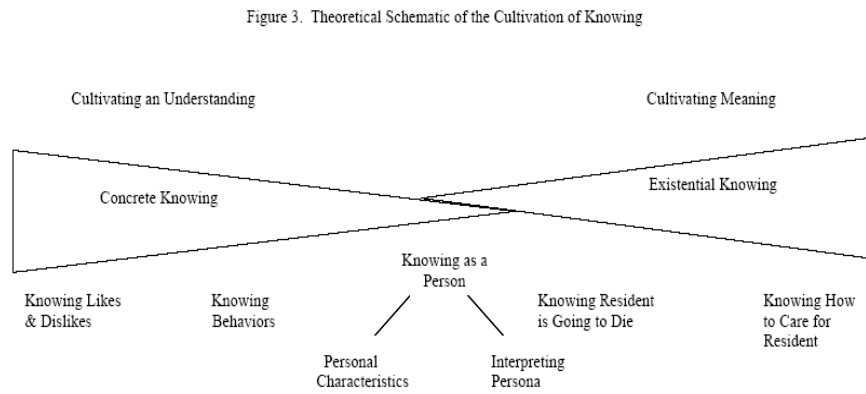 Figure 3. Theoretical Schematic of the Cultivation of Knowing
Cultivating an Understanding
Cultivating Meaning
Concrete Knowing
Existential Knowing
Knowing as a
Person
Knowing Likes
& Dislikes
Knowing
Behaviors
Knowing Resident
is Going to Die
Knowing How
to Care for
Resident
Personal
Characteristics
Interpreting
Persona